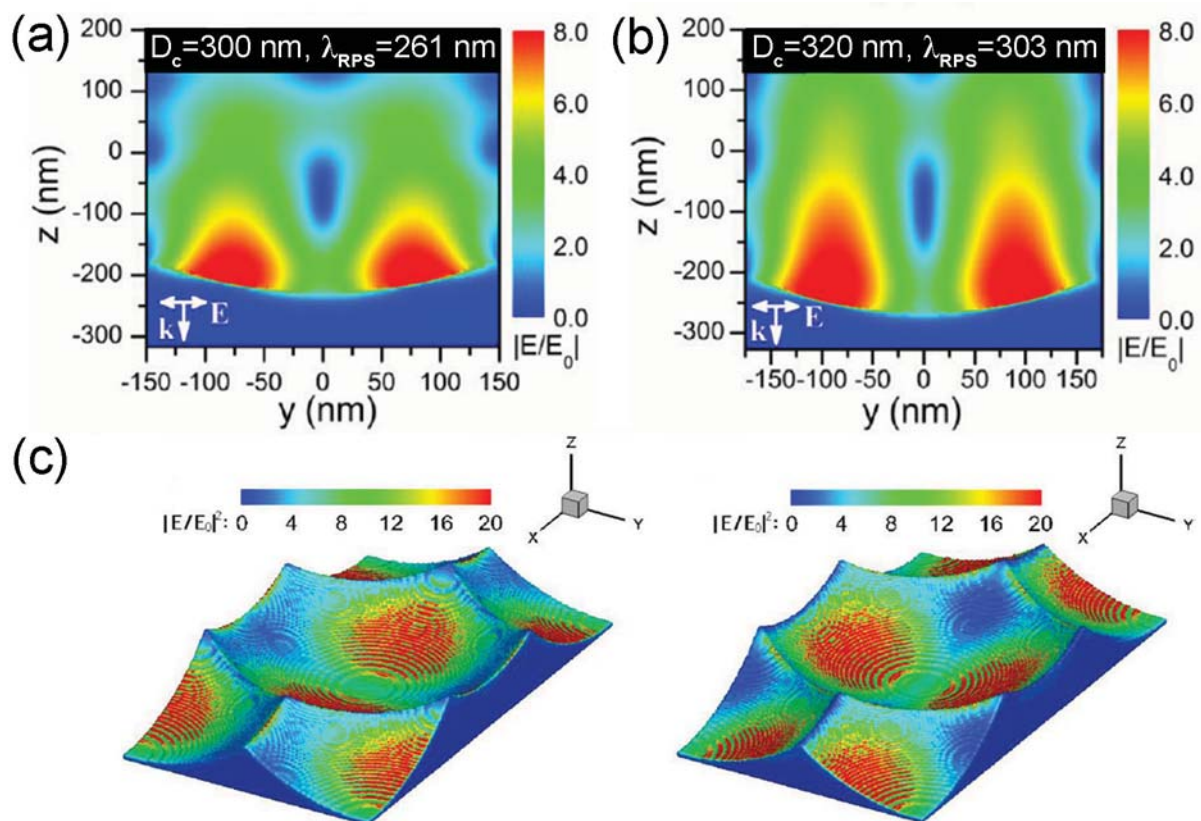 (a)
D_c=300 nm, λ_RPS=261 nm
200
100
0
-100
-200
-300
z (nm)
-150 -100 -50 0 50 100 150
y (nm)
E
k
8.0
6.0
4.0
2.0
0.0
|E/E_0|
(b)
D_c=320 nm, λ_RPS=303 nm
200
100
0
-100
-200
-300
z (nm)
-150 -100 -50 0 50 100 150
y (nm)
E
k
8.0
6.0
4.0
2.0
0.0
|E/E_0|
(c)
|E/E_0|²: 0 4 8 12 16 20
Z
X
Y
|E/E_0|²: 0 4 8 12 16 20
Z
X
Y